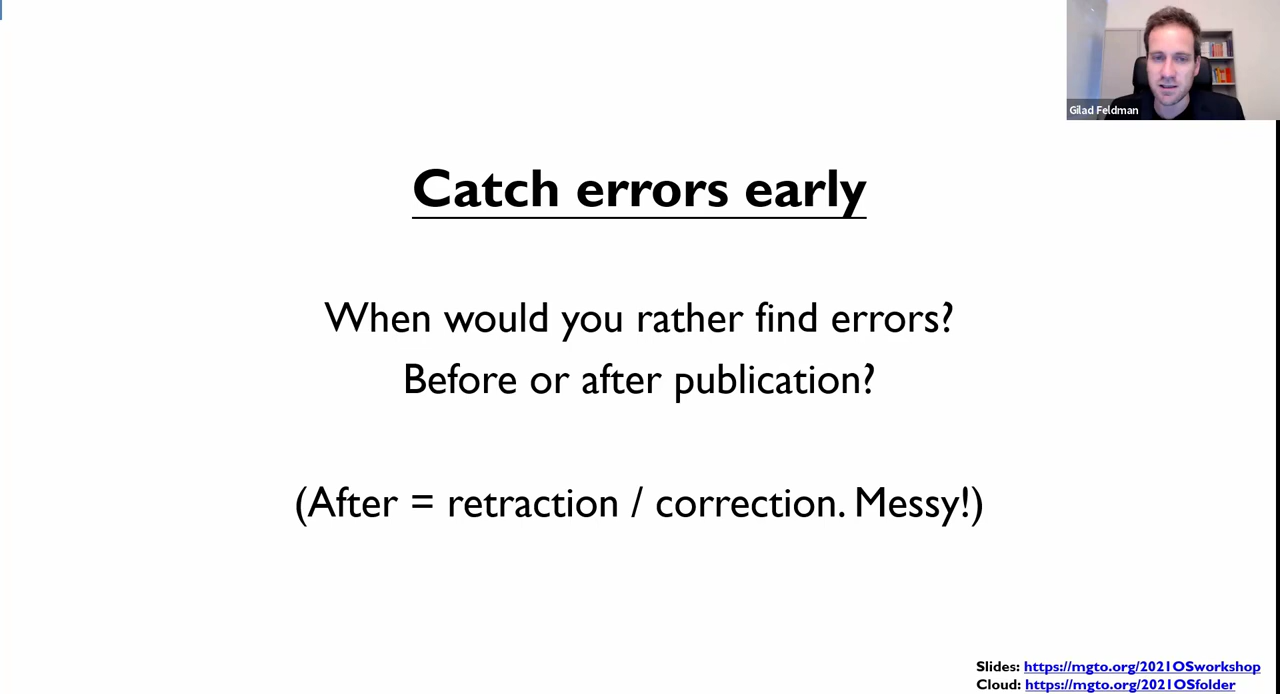 Gilad Feldman
Catch errors early
When would you rather find errors?
Before or after publication?
(After = retraction / correction. Messy!)
Slides: https://mgto.org/2021OSworkshop
Cloud: https://mgto.org/2021OSfolder